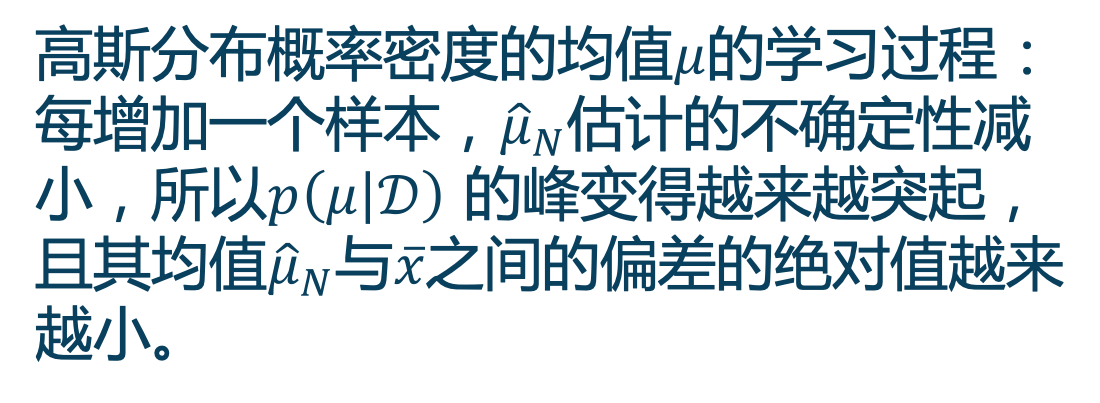 高斯分布概率密度的均值μ的学习过程：
每增加一个样本，μ̂_N估计的不确定性减
小，所以p(μ|𝒟) 的峰变得越来越突起，
且其均值μ̂_N与x̄之间的偏差的绝对值越来
越小。